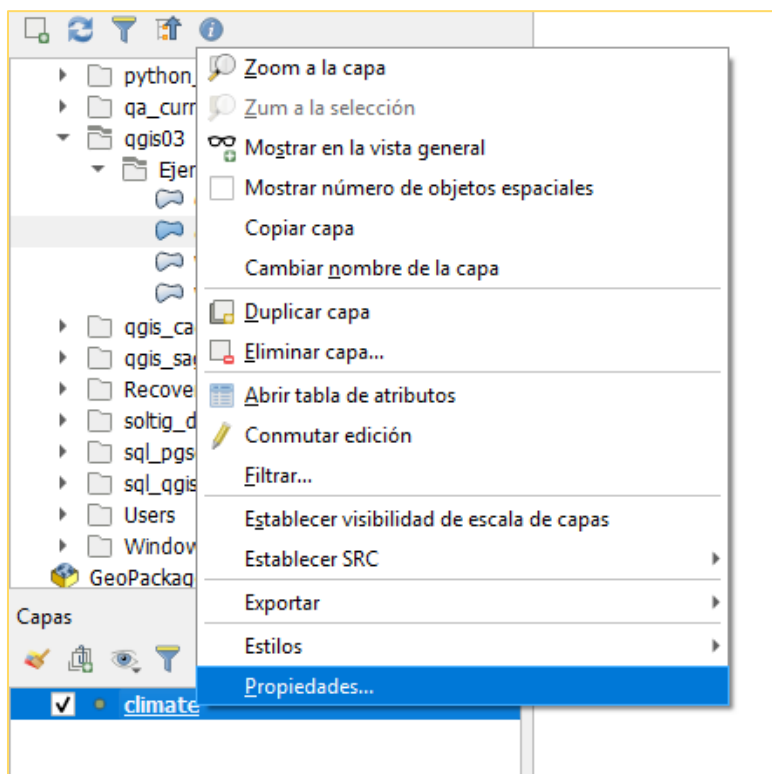 Zoom a la capa
python_
Zum a la selección
qa_curr
Mostrar en la vista general
qgis03
Ejer
Mostrar número de objetos espaciales
Copiar capa
Cambiar nombre de la capa
Duplicar capa
qgis_ca
Eliminar capa...
qgis_sa
Recove
Abrir tabla de atributos
soltig_d
Conmutar edición
sql_pgs
Filtrar...
sql_qgis
Users
Establecer visibilidad de escala de capas
Window
Establecer SRC
GeoPackag
Exportar
Capas
Estilos
Propiedades...
climate